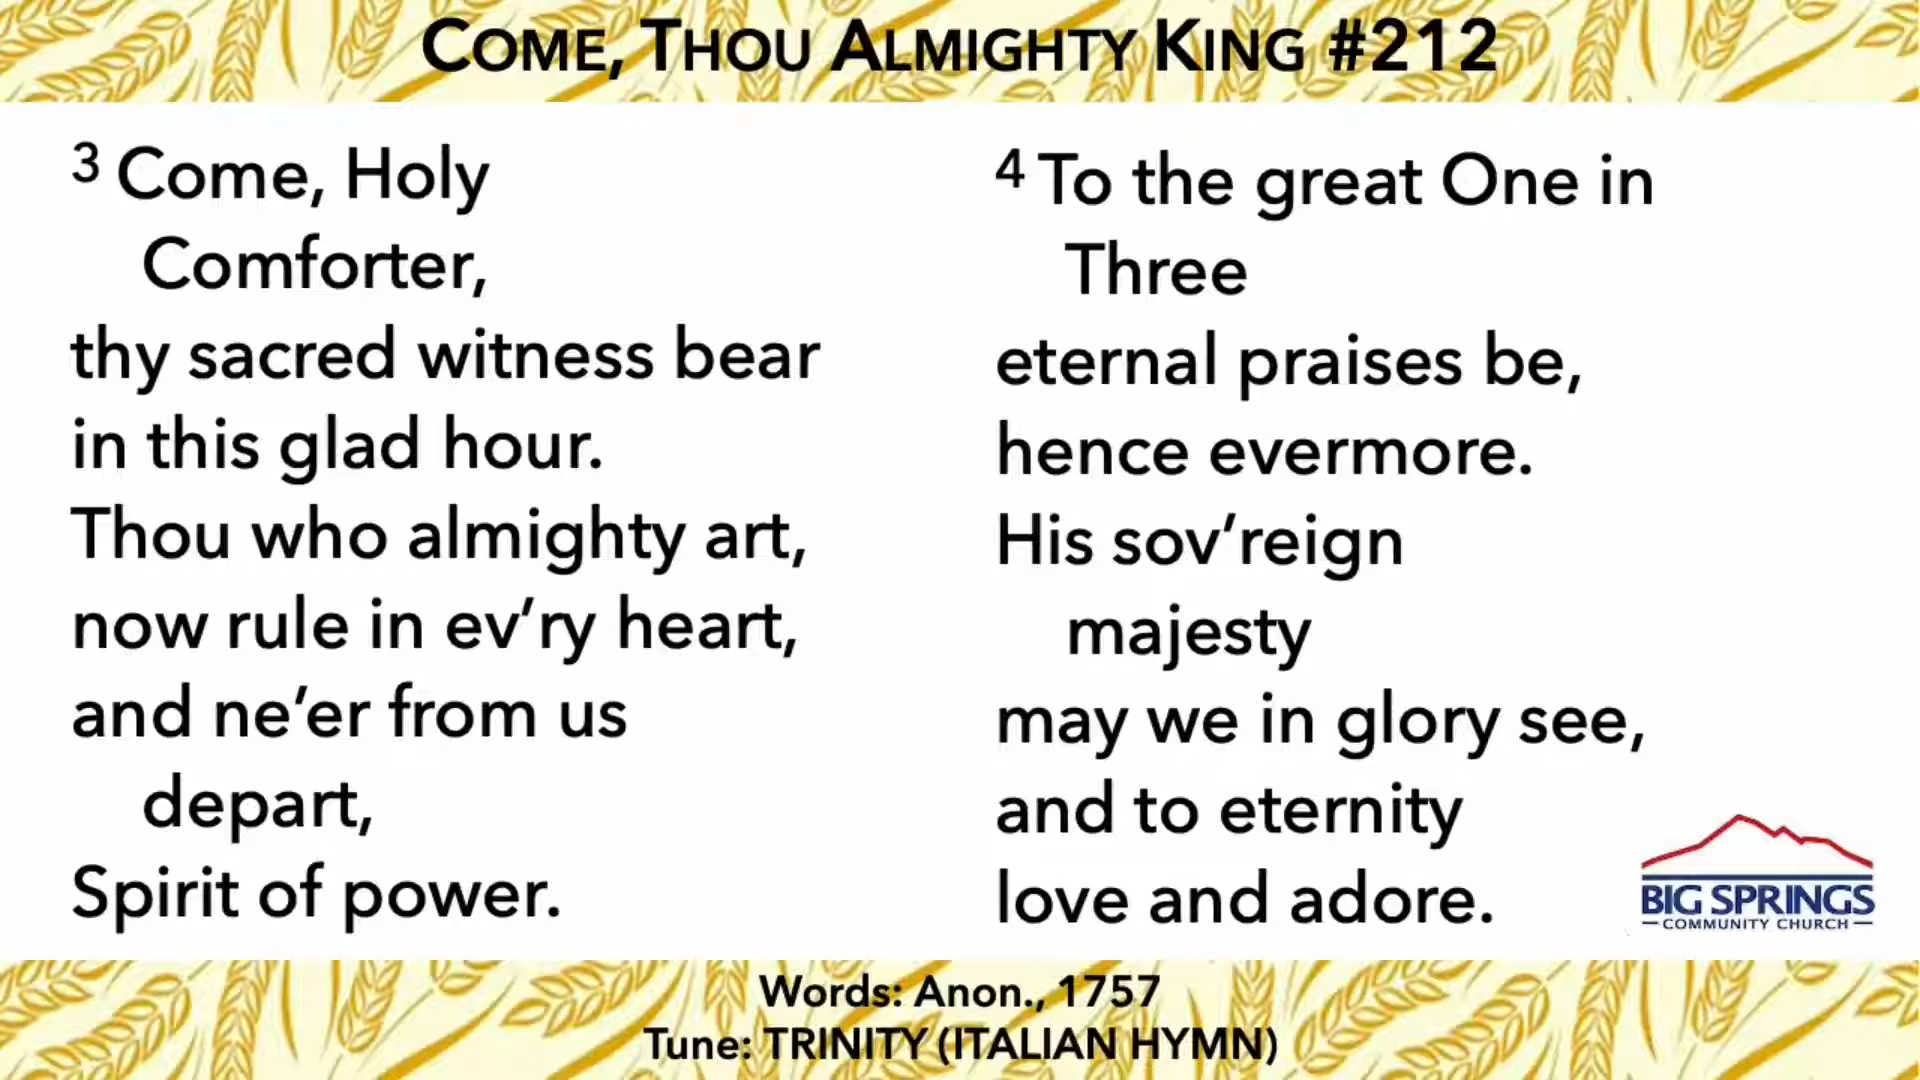 COME, THOU ALMIGHTY KING #212
3 Come, Holy
Comforter,
thy sacred witness bear
in this glad hour.
Thou who almighty art,
now rule in ev’ry heart,
and ne’er from us
depart,
Spirit of power.
4 To the great One in
Three
eternal praises be,
hence evermore.
His sov’reign
majesty
may we in glory see,
and to eternity
love and adore.
BIG SPRINGS
COMMUNITY CHURCH
Words: Anon., 1757
Tune: TRINITY (ITALIAN HYMN)